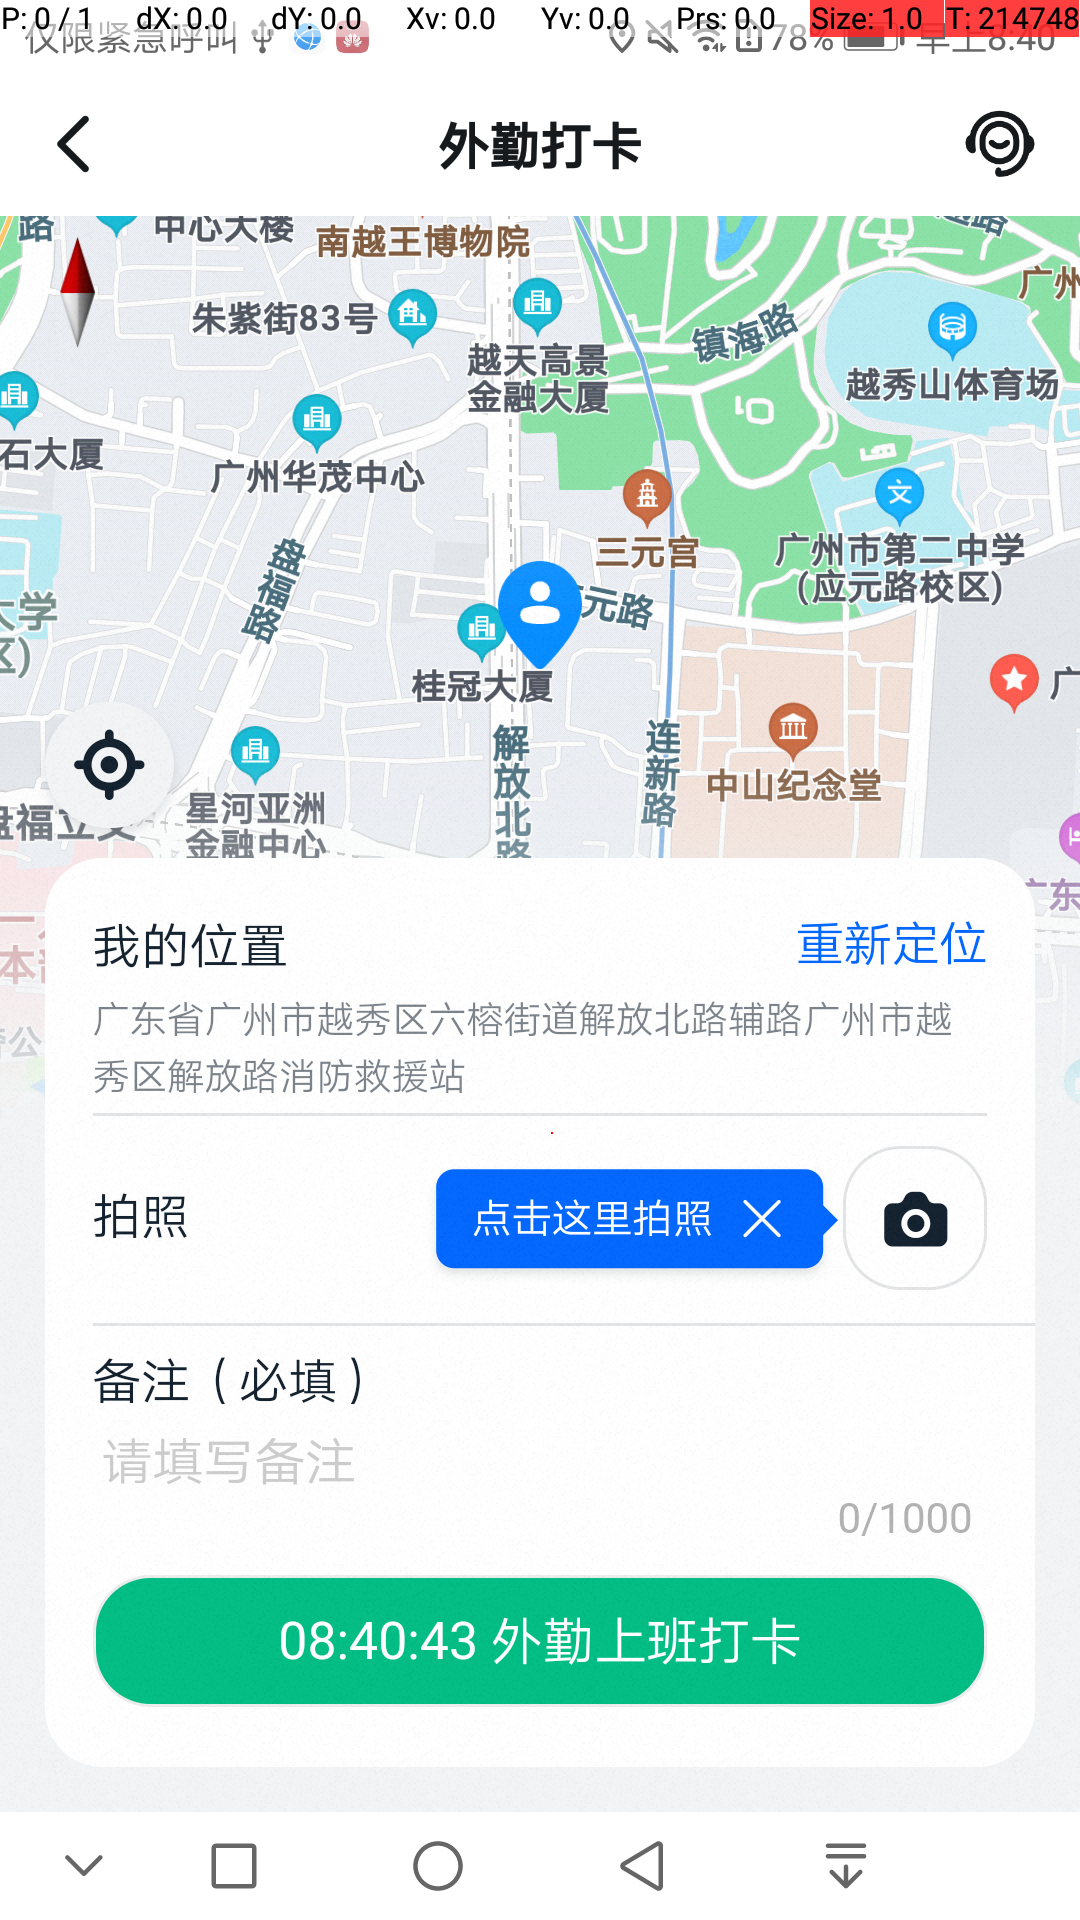 P: 0 / 1 dX: 0.0 dY: 0.0 Xv: 0.0 Yv: 0.0 Prs: 0.0 Size: 1.0 T: 214748
仅限紧急呼叫 78% 早上8:40
外勤打卡
路 中心大楼
南越王博物院
广州
朱紫街83号
镇海路
越天高景
金融大厦
越秀山体育场
石大厦
广州华茂中心
三元宫
广州市第二中学
(应元路校区)
盘福路
元路
大学
区)
桂冠大厦
广
解放北路
连新路
中山纪念堂
星河亚洲
金融中心
盘福立交
广东
本部
我的位置 重新定位
广东省广州市越秀区六榕街道解放北路辅路广州市越
秀区解放路消防救援站
拍照 点击这里拍照
备注（必填）
请填写备注
0/1000
08:40:43 外勤上班打卡